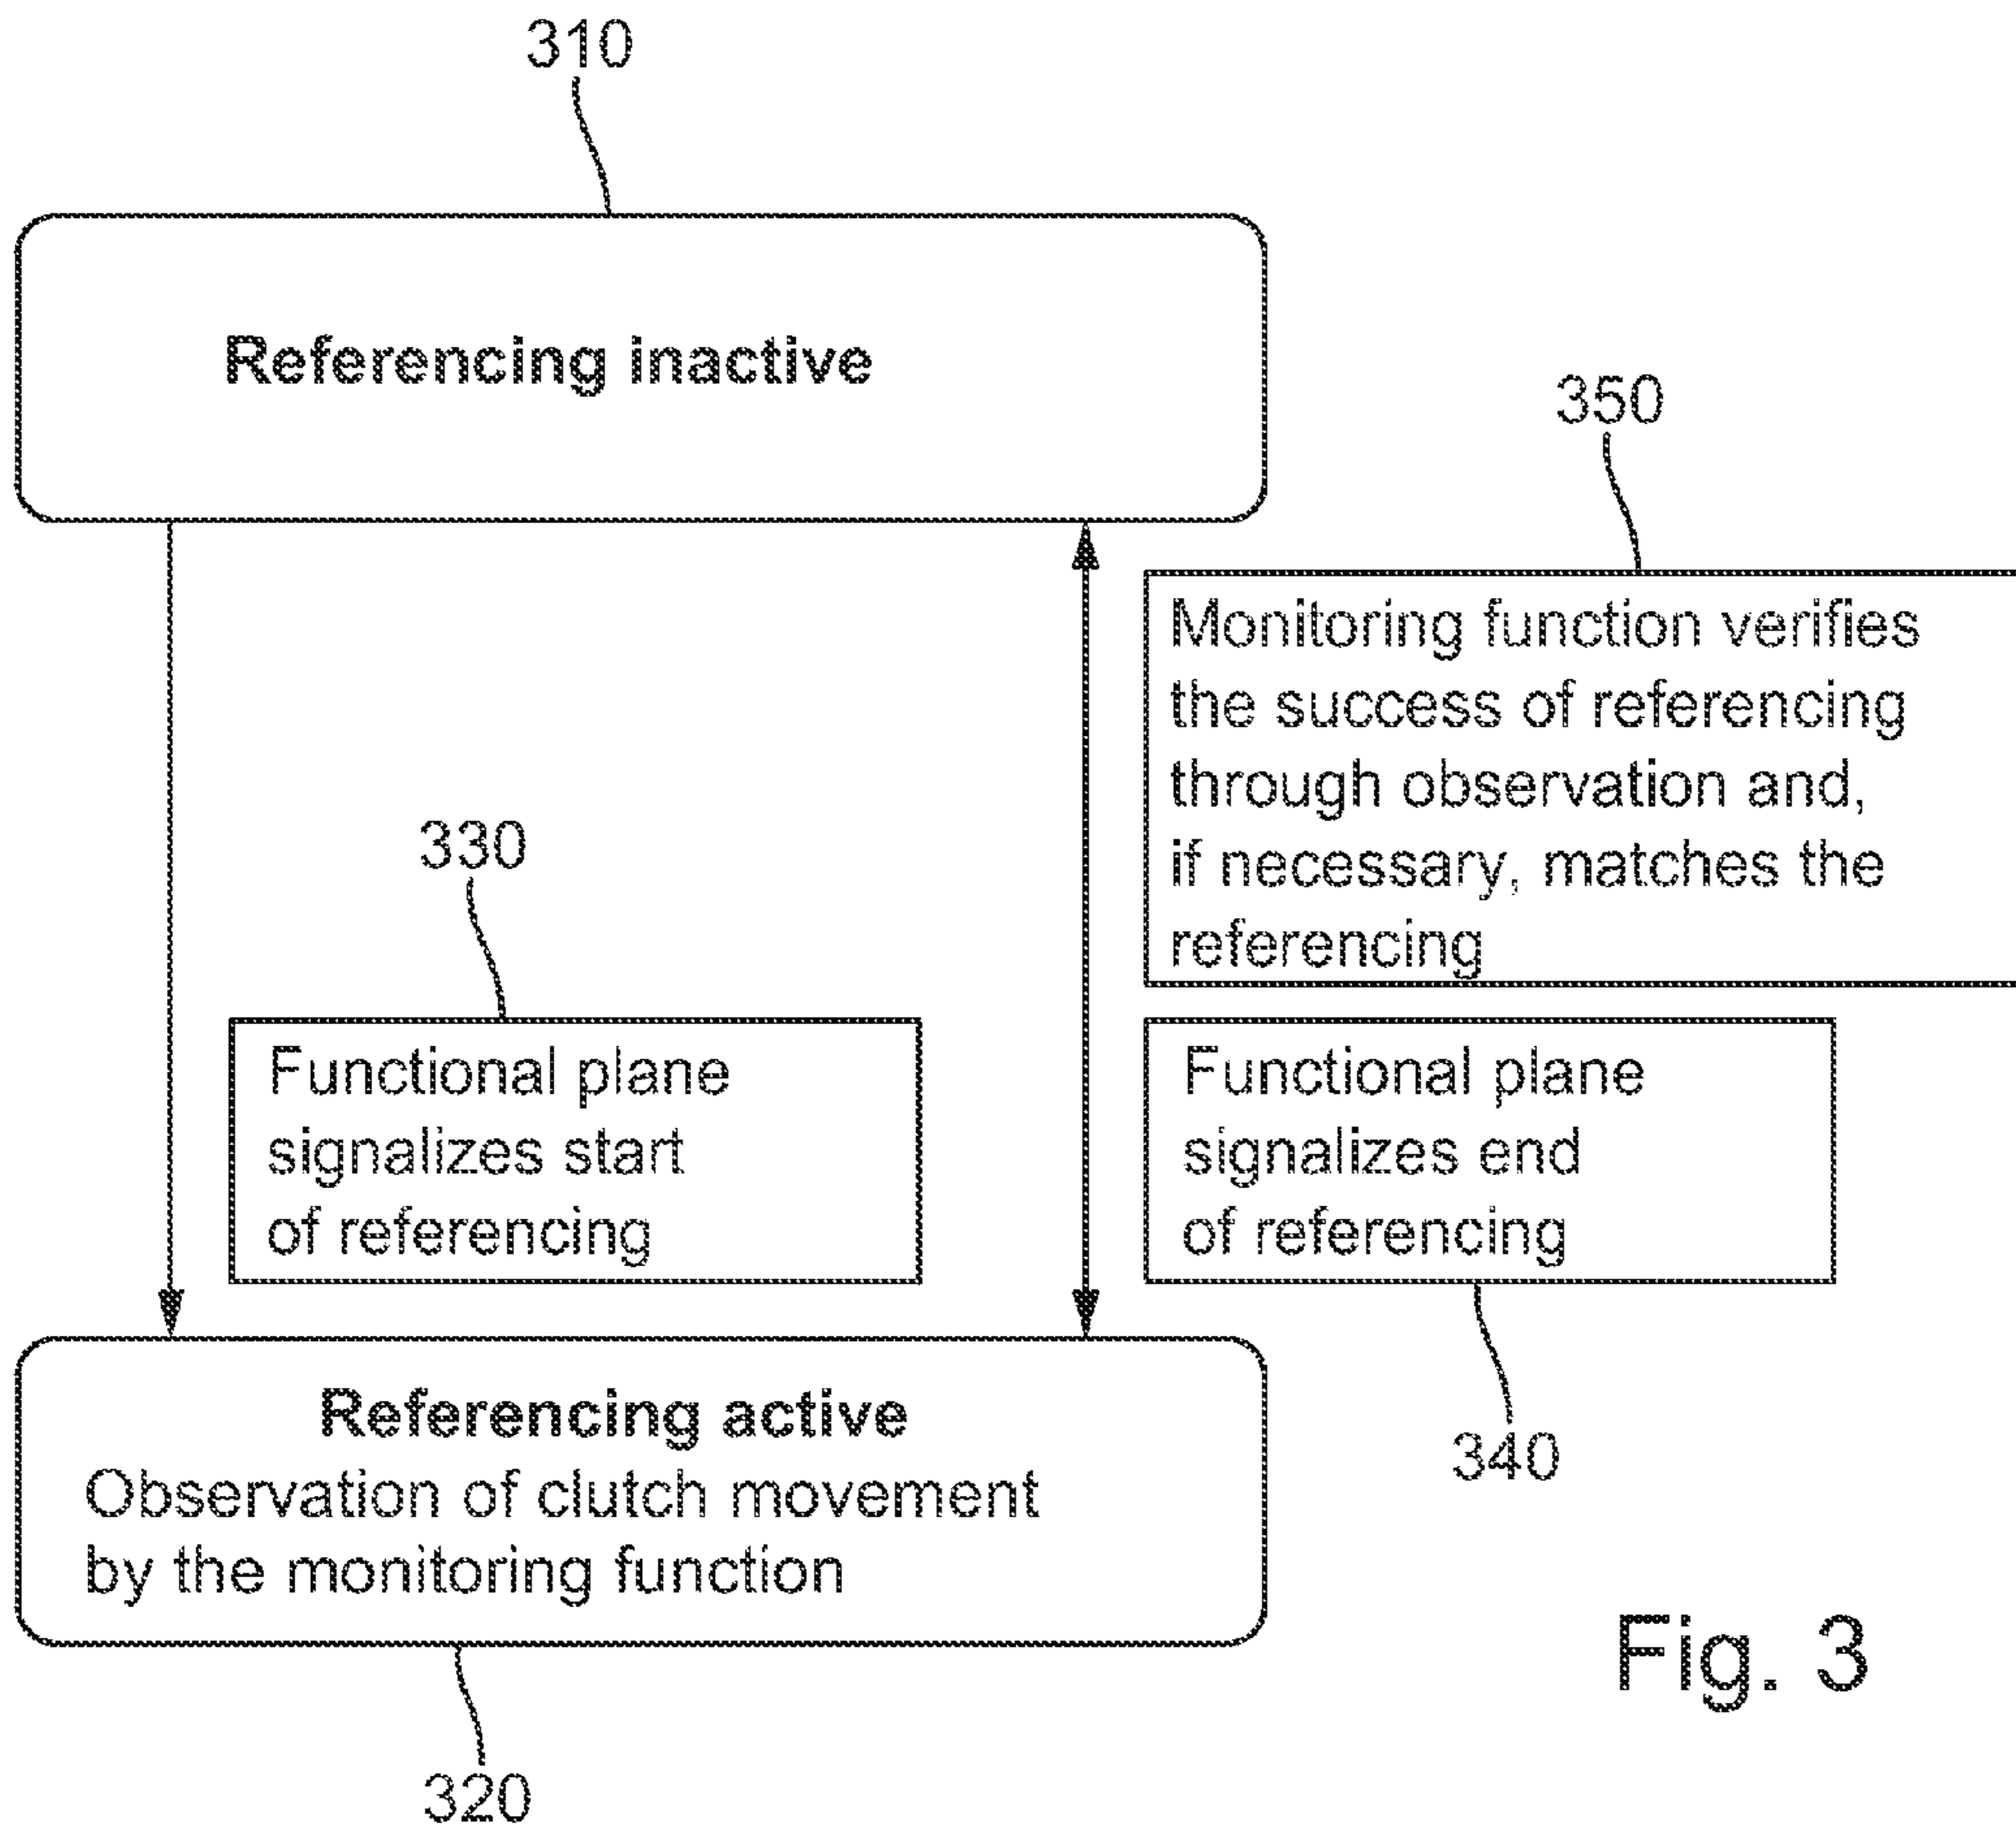 310
Referencing inactive
350
Monitoring function verifies
the success of referencing
through observation and,
if necessary, matches the
referencing
330
Functional plane
signalizes start
of referencing
Functional plane
signalizes end
of referencing
340
Referencing active
Observation of clutch movement
by the monitoring function
320
Fig. 3